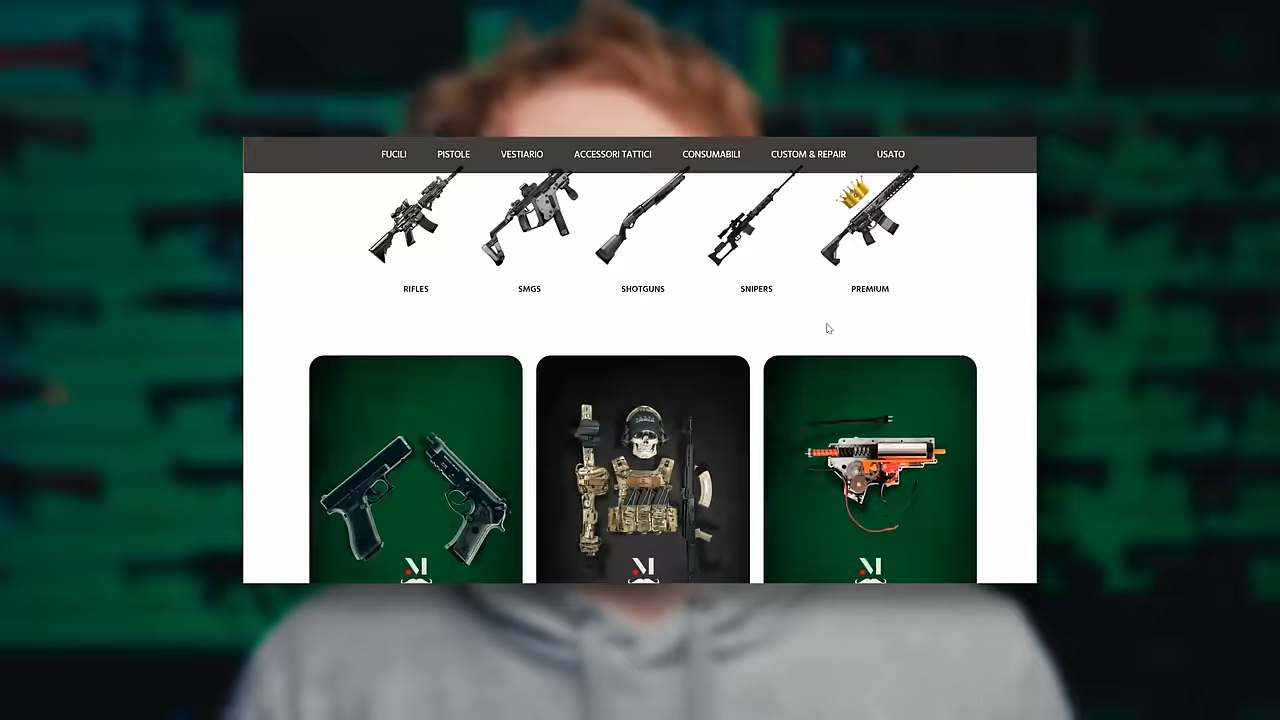 FUCILI PISTOLE VESTIARIO ACCESSORI TATTICI CONSUMABILI CUSTOM & REPAIR USATO
RIFLES SMGS SHOTGUNS SNIPERS PREMIUM
M M M